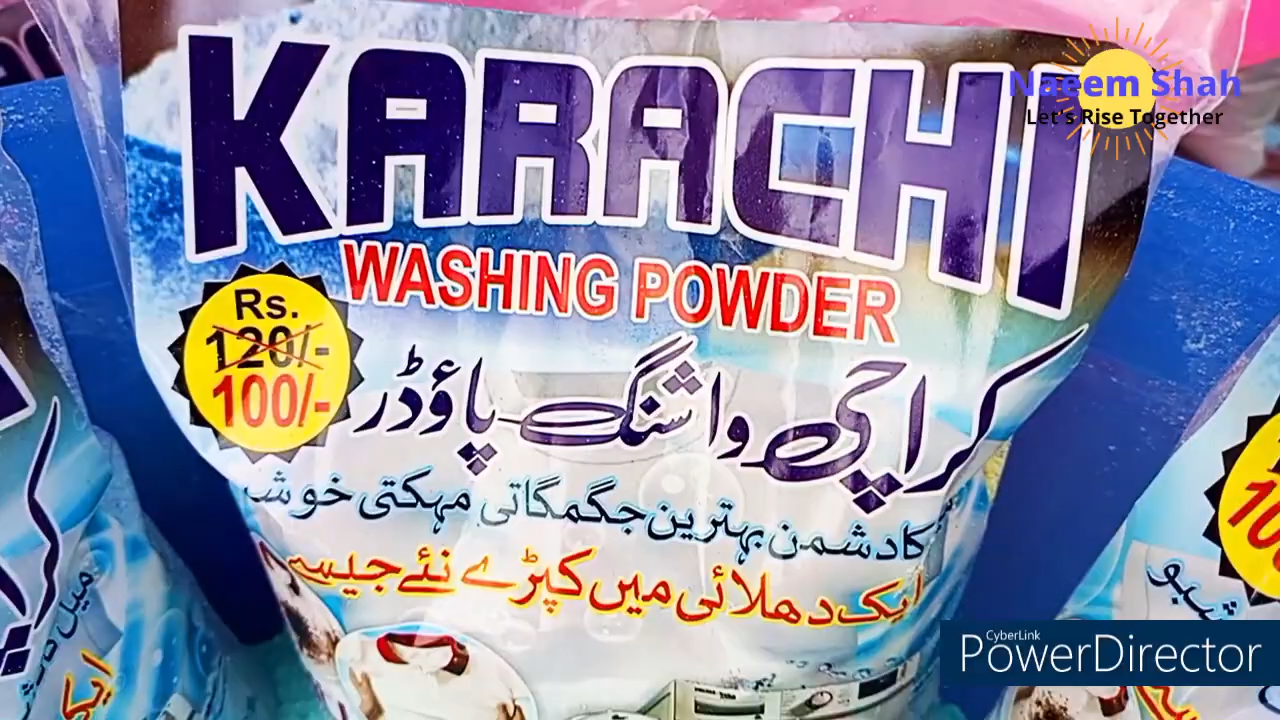 KARACHI
WASHING POWDER
Rs.
120/-
100/-
کراچی واشنگ پاؤڈر
کا دشمن بہترین جگمگاتی مہکتی خوشب
ایک دھلائی میں کپڑے نئے جیسے
Naeem Shah
Let's Rise Together
CyberLink
PowerDirector